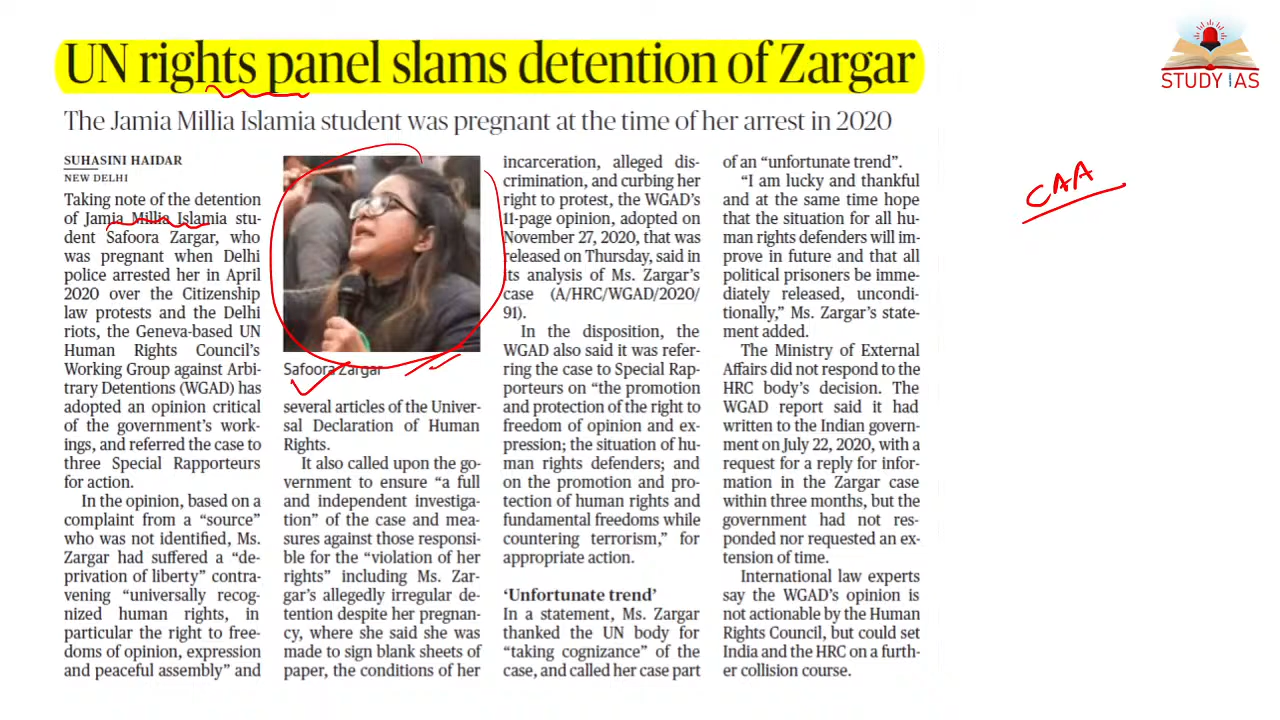 UN rights panel slams detention of Zargar
STUDY IAS
The Jamia Millia Islamia student was pregnant at the time of her arrest in 2020
CAA
SUHASINI HAIDAR
NEW DELHI
Taking note of the detention
of Jamia Millia Islamia stu-
dent Safoora Zargar, who
was pregnant when Delhi
police arrested her in April
2020 over the Citizenship
law protests and the Delhi
riots, the Geneva-based UN
Human Rights Council's
Working Group against Arbi-
trary Detentions (WGAD) has
adopted an opinion critical
of the government's work-
ings, and referred the case to
three Special Rapporteurs
for action.
In the opinion, based on a
complaint from a “source”
who was not identified, Ms.
Zargar had suffered a “de-
privation of liberty” contra-
vening “universally recog-
nized human rights, in
particular the right to free-
doms of opinion, expression
and peaceful assembly” and
Safoora Zargar
several articles of the Univer-
sal Declaration of Human
Rights.
It also called upon the go-
vernment to ensure “a full
and independent investiga-
tion” of the case and mea-
sures against those responsi-
ble for the “violation of her
rights” including Ms. Zar-
gar's allegedly irregular de-
tention despite her pregnan-
cy, where she said she was
made to sign blank sheets of
paper, the conditions of her
incarceration, alleged dis-
crimination, and curbing her
right to protest, the WGAD's
11-page opinion, adopted on
November 27, 2020, that was
released on Thursday, said in
its analysis of Ms. Zargar's
case (A/HRC/WGAD/2020/
91).
In the disposition, the
WGAD also said it was refer-
ring the case to Special Rap-
porteurs on “the promotion
and protection of the right to
freedom of opinion and ex-
pression; the situation of hu-
man rights defenders; and
on the promotion and pro-
tection of human rights and
fundamental freedoms while
countering terrorism,” for
appropriate action.
‘Unfortunate trend’
In a statement, Ms. Zargar
thanked the UN body for
“taking cognizance” of the
case, and called her case part
of an “unfortunate trend”.
“I am lucky and thankful
and at the same time hope
that the situation for all hu-
man rights defenders will im-
prove in future and that all
political prisoners be imme-
diately released, uncondi-
tionally,” Ms. Zargar's state-
ment added.
The Ministry of External
Affairs did not respond to the
HRC body's decision. The
WGAD report said it had
written to the Indian govern-
ment on July 22, 2020, with a
request for a reply for infor-
mation in the Zargar case
within three months, but the
government had not res-
ponded nor requested an ex-
tension of time.
International law experts
say the WGAD's opinion is
not actionable by the Human
Rights Council, but could set
India and the HRC on a furth-
er collision course.